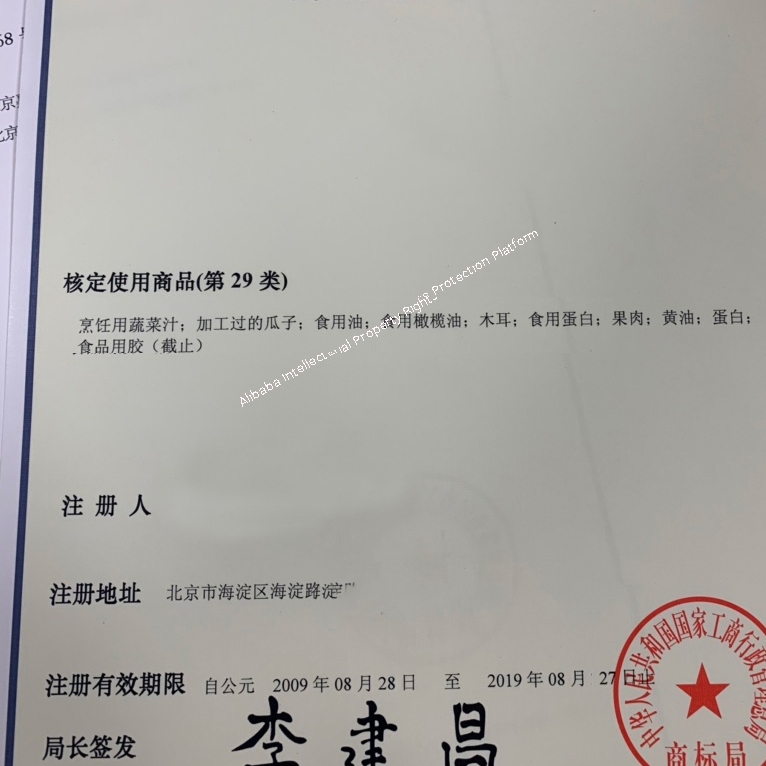 68
京
北京
核定使用商品(第 29 类)
烹饪用蔬菜汁；加工过的瓜子；食用油；食用橄榄油；木耳；食用蛋白；果肉；黄油；蛋白；
食品用胶（截止）
Alibaba Intellectual Property Right Protection Platform
注 册 人
注册地址 北京市海淀区海淀路淀
注册有效期限 自公元 2009 年 08 月 28 日 至 2019 年 08 月 27 日止
局长签发 李建昌
中华人民共和国国家工商行政管理总局
商标局